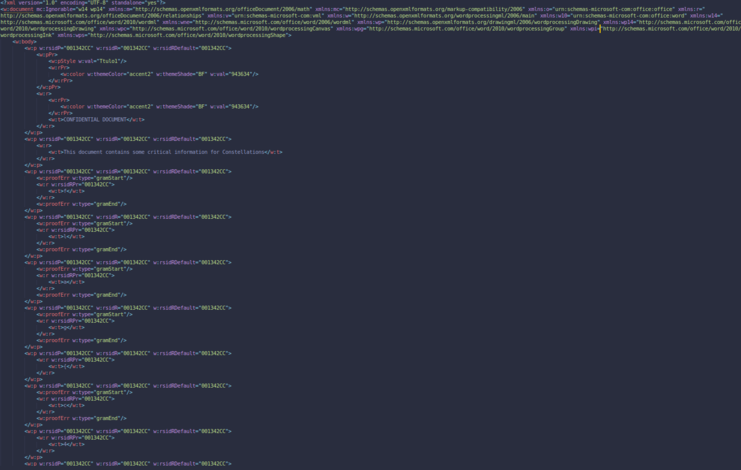 <?xml version="1.0" encoding="UTF-8" standalone="yes"?>
<w:document mc:Ignorable="w14 wp14" xmlns:m="http://schemas.openxmlformats.org/officeDocument/2006/math" xmlns:mc="http://schemas.openxmlformats.org/markup-compatibility/2006" xmlns:o="urn:schemas-microsoft-com:office:office" xmlns:r="
http://schemas.openxmlformats.org/officeDocument/2006/relationships" xmlns:v="urn:schemas-microsoft-com:vml" xmlns:w="http://schemas.openxmlformats.org/wordprocessingml/2006/main" xmlns:w10="urn:schemas-microsoft-com:office:word" xmlns:w14="
http://schemas.microsoft.com/office/word/2010/wordml" xmlns:wne="http://schemas.microsoft.com/office/word/2006/wordml" xmlns:wp="http://schemas.openxmlformats.org/drawingml/2006/wordprocessingDrawing" xmlns:wp14="http://schemas.microsoft.com/office/
word/2010/wordprocessingDrawing" xmlns:wpc="http://schemas.microsoft.com/office/word/2010/wordprocessingCanvas" xmlns:wpg="http://schemas.microsoft.com/office/word/2010/wordprocessingGroup" xmlns:wpi="http://schemas.microsoft.com/office/word/2010/
wordprocessingInk" xmlns:wps="http://schemas.microsoft.com/office/word/2010/wordprocessingShape">
<w:body>
<w:p w:rsidP="001342CC" w:rsidR="001342CC" w:rsidRDefault="001342CC">
<w:pPr>
<w:pStyle w:val="Ttulo1"/>
<w:rPr>
<w:color w:themeColor="accent2" w:themeShade="BF" w:val="943634"/>
</w:rPr>
</w:pPr>
<w:r>
<w:rPr>
<w:color w:themeColor="accent2" w:themeShade="BF" w:val="943634"/>
</w:rPr>
<w:t>CONFIDENTIAL DOCUMENT</w:t>
</w:r>
</w:p>
<w:p w:rsidP="001342CC" w:rsidR="001342CC" w:rsidRDefault="001342CC">
<w:r>
<w:t>This document contains some critical information for Constellations</w:t>
</w:r>
</w:p>
<w:p w:rsidP="001342CC" w:rsidR="001342CC" w:rsidRDefault="001342CC">
<w:proofErr w:type="gramStart"/>
<w:r w:rsidRPr="001342CC">
<w:t>f</w:t>
</w:r>
<w:proofErr w:type="gramEnd"/>
</w:p>
<w:p w:rsidP="001342CC" w:rsidR="001342CC" w:rsidRDefault="001342CC">
<w:proofErr w:type="gramStart"/>
<w:r w:rsidRPr="001342CC">
<w:t>l</w:t>
</w:r>
<w:proofErr w:type="gramEnd"/>
</w:p>
<w:p w:rsidP="001342CC" w:rsidR="001342CC" w:rsidRDefault="001342CC">
<w:proofErr w:type="gramStart"/>
<w:r w:rsidRPr="001342CC">
<w:t>a</w:t>
</w:r>
<w:proofErr w:type="gramEnd"/>
</w:p>
<w:p w:rsidP="001342CC" w:rsidR="001342CC" w:rsidRDefault="001342CC">
<w:proofErr w:type="gramStart"/>
<w:r w:rsidRPr="001342CC">
<w:t>g</w:t>
</w:r>
<w:proofErr w:type="gramEnd"/>
</w:p>
<w:p w:rsidP="001342CC" w:rsidR="001342CC" w:rsidRDefault="001342CC">
<w:r w:rsidRPr="001342CC">
<w:t>{</w:t>
</w:r>
</w:p>
<w:p w:rsidP="001342CC" w:rsidR="001342CC" w:rsidRDefault="001342CC">
<w:proofErr w:type="gramStart"/>
<w:r w:rsidRPr="001342CC">
<w:t>c</w:t>
</w:r>
<w:proofErr w:type="gramEnd"/>
</w:p>
<w:p w:rsidP="001342CC" w:rsidR="001342CC" w:rsidRDefault="001342CC">
<w:r w:rsidRPr="001342CC">
<w:t>4</w:t>
</w:r>
</w:p>
<w:p w:rsidP="001342CC" w:rsidR="001342CC" w:rsidRDefault="001342CC">